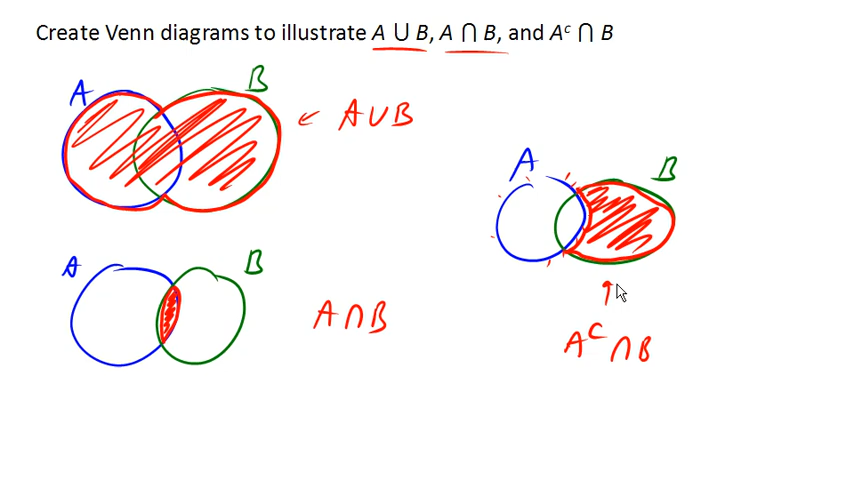 Create Venn diagrams to illustrate A ∪ B, A ∩ B, and Aᶜ ∩ B
A B
A ∪ B
A B
A B
A ∩ B
Aᶜ ∩ B